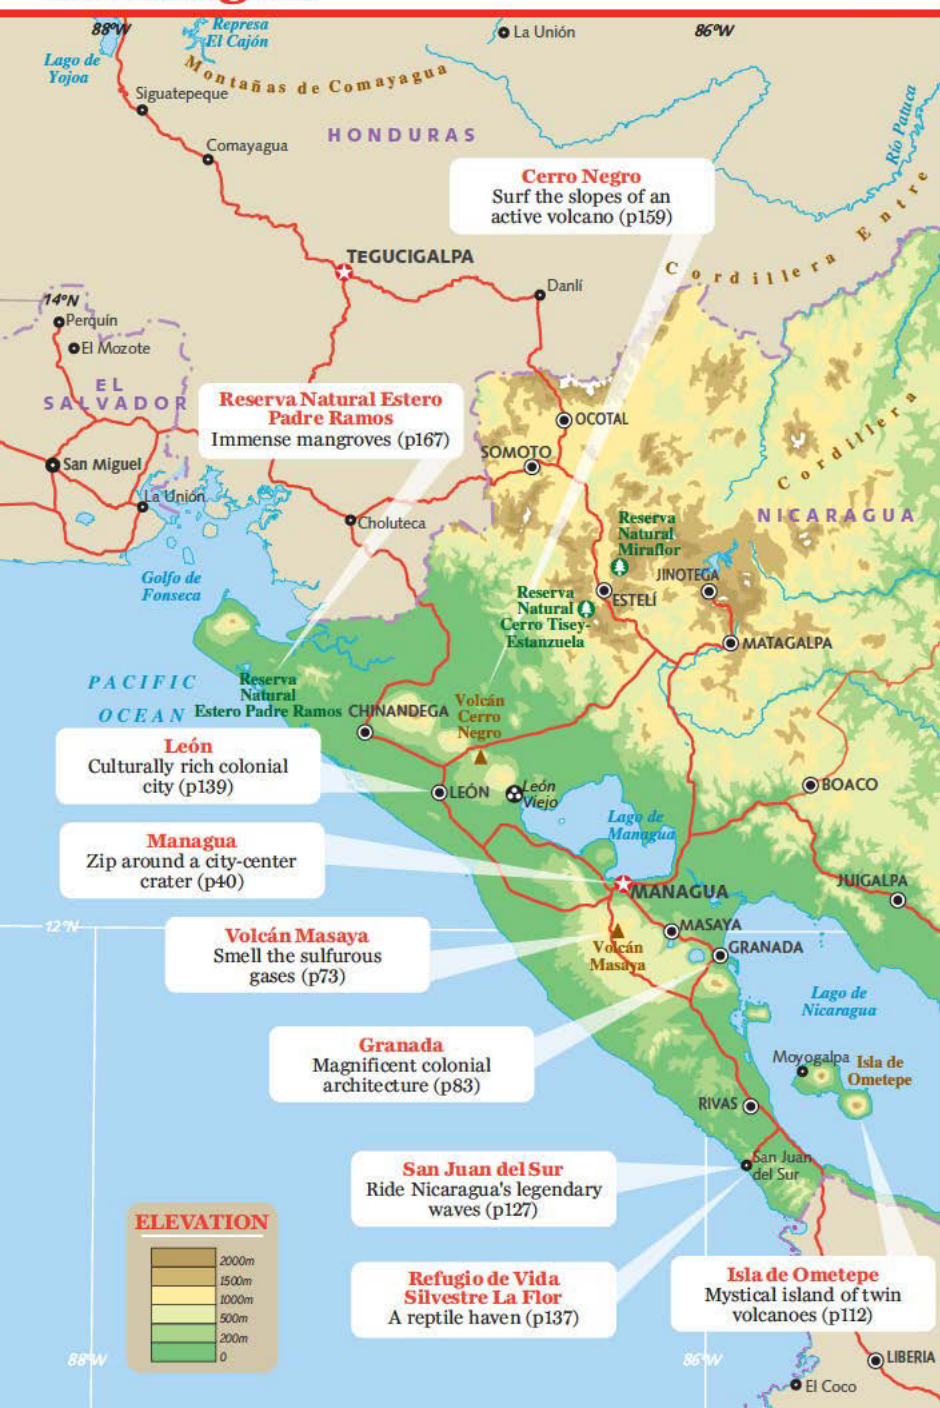 88°W
Represa
El Cajón
La Unión
86°W
Lago de
Yojoa
Montañas de Comayagua
Siguatepeque
Río Patuca
HONDURAS
Comayagua
Cerro Negro
Surf the slopes of an
active volcano (p159)
Cordillera Entre
TEGUCIGALPA
Danlí
14°N
Perquín
El Mozote
EL
SALVADOR
Reserva Natural Estero
Padre Ramos
Immense mangroves (p167)
OCOTAL
Cordillera
SOMOTO
San Miguel
La Unión
Choluteca
NICARAGUA
Reserva
Natural
Miraflor
Golfo de
Fonseca
JINOTEGA
Reserva
Natural
Cerro Tisey-
Estanzuela
ESTELÍ
MATAGALPA
PACIFIC
OCEAN
Reserva
Natural
Estero Padre Ramos
CHINANDEGA
Volcán
Cerro
Negro
León
Culturally rich colonial
city (p139)
LEÓN
León
Viejo
BOACO
Lago de
Managua
Managua
Zip around a city-center
crater (p40)
MANAGUA
JUIGALPA
12°N
Volcán Masaya
Smell the sulfurous
gases (p73)
MASAYA
Volcán
Masaya
GRANADA
Lago de
Nicaragua
Granada
Magnificent colonial
architecture (p83)
Moyogalpa
Isla de
Ometepe
RIVAS
San Juan
del Sur
San Juan del Sur
Ride Nicaragua's legendary
waves (p127)
ELEVATION
2000m
1500m
1000m
500m
200m
0
Refugio de Vida
Silvestre La Flor
A reptile haven (p137)
Isla de Ometepe
Mystical island of twin
volcanoes (p112)
88°W
86°W
LIBERIA
El Coco